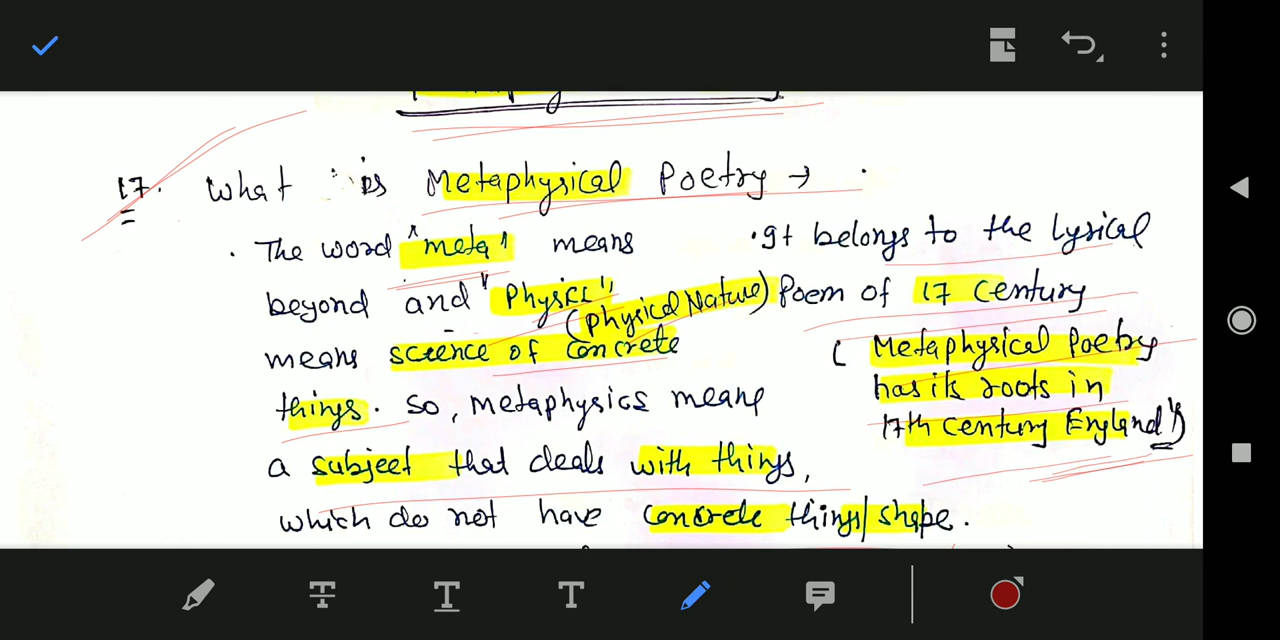 17. What is Metaphysical Poetry →
· The word "meta" means
beyond and "Physics"
(Physical Nature)
means science of concrete
things. So, metaphysics means
a subject that deals with things,
which do not have concrete things/shape.
· It belongs to the lyrical
Poem of 17 century
( Metaphysical Poetry
has its roots in
17th century England")